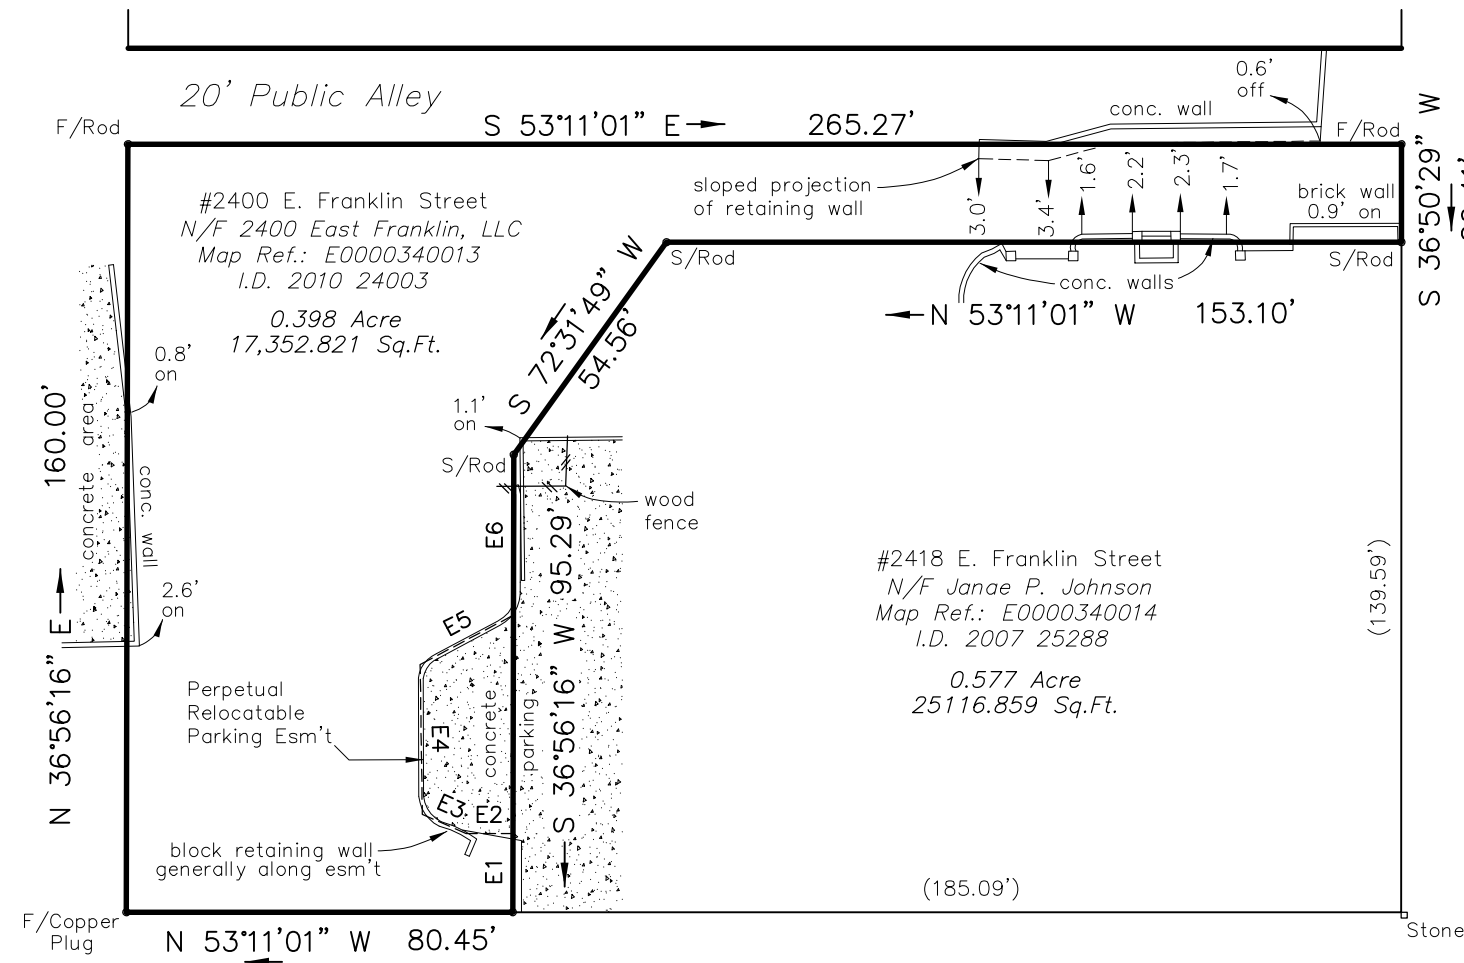 20' Public Alley
F/Rod
S 53°11'01" E
265.27'
0.6'
off
conc. wall
F/Rod
S 36°50'29" W
#2400 E. Franklin Street
N/F 2400 East Franklin, LLC
Map Ref.: E0000340013
I.D. 2010 24003
0.398 Acre
17,352.821 Sq.Ft.
sloped projection
of retaining wall
3.0'
3.4'
1.6'
2.2'
2.3'
1.7'
brick wall
0.9' on
S/Rod
S/Rod
conc. walls
N 53°11'01" W
153.10'
S 72°31'49" W
54.56'
0.8'
on
1.1'
on
S/Rod
160.00'
N 36°56'16" E
concrete area
conc. wall
2.6'
on
wood
fence
E6
95.29'
S 36°56'16" W
E5
E4
E3
E2
E1
concrete
parking
Perpetual
Relocatable
Parking Esm't
block retaining wall
generally along esm't
#2418 E. Franklin Street
N/F Janae P. Johnson
Map Ref.: E0000340014
I.D. 2007 25288
0.577 Acre
25116.859 Sq.Ft.
(139.59')
(185.09')
F/Copper
Plug
N 53°11'01" W
80.45'
Stone